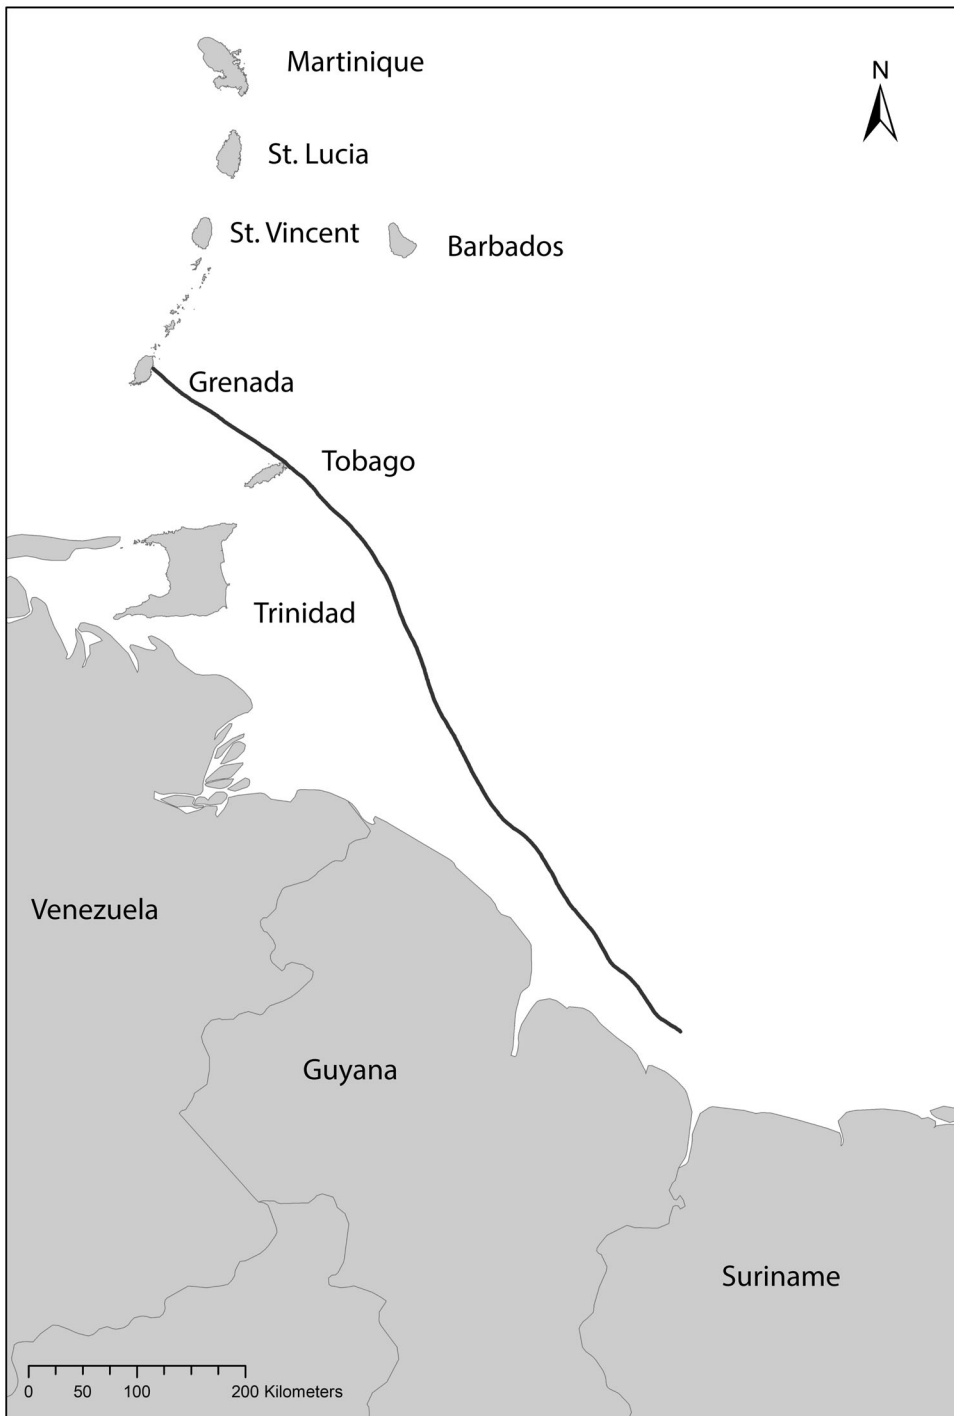 Martinique
N
St. Lucia
St. Vincent
Barbados
Grenada
Tobago
Trinidad
Venezuela
Guyana
Suriname
0 50 100 200 Kilometers